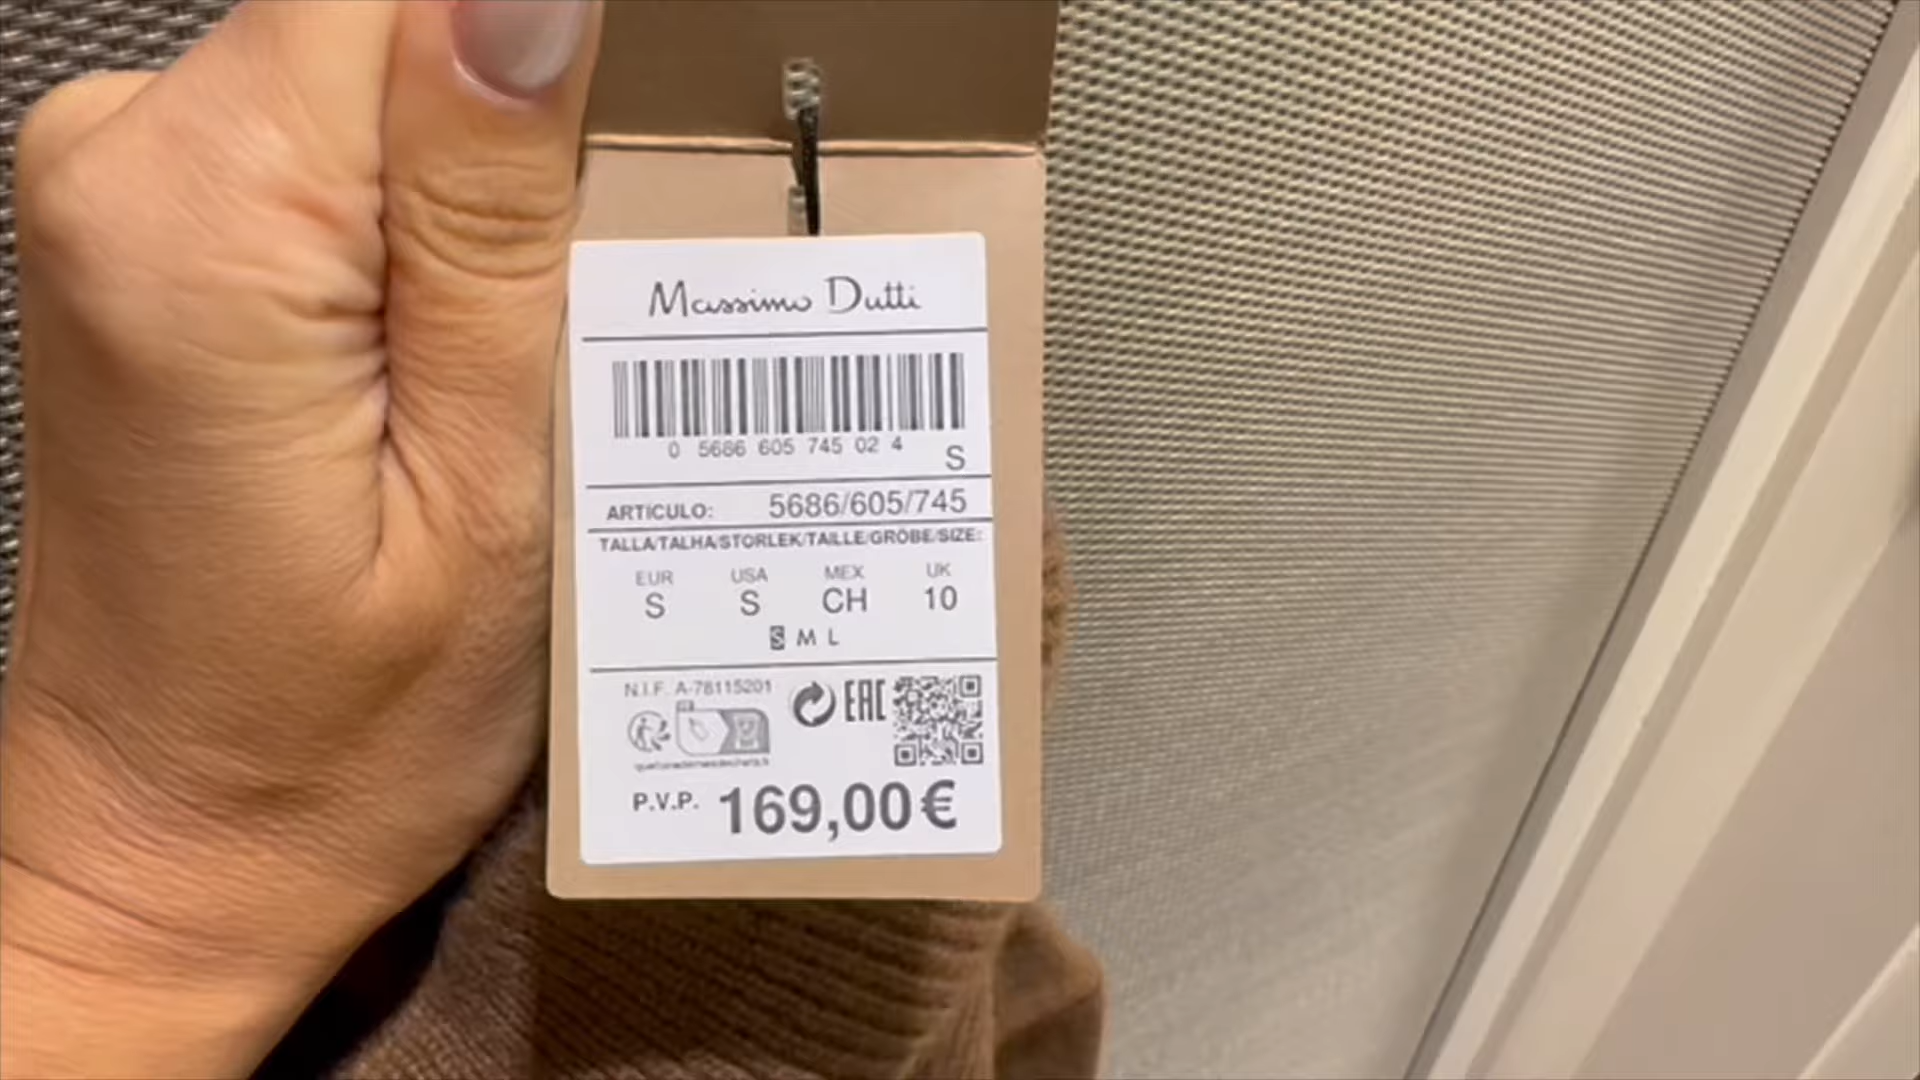 Massimo Dutti
0 5686 605 745 02 4
S
ARTICULO: 5686/605/745
TALLA/TALHA/STORLEK/TAILLE/GRÖBE/SIZE:
EUR USA MEX UK
S S CH 10
S M L
N.I.F. A-78115201
EAC
P.V.P. 169,00€